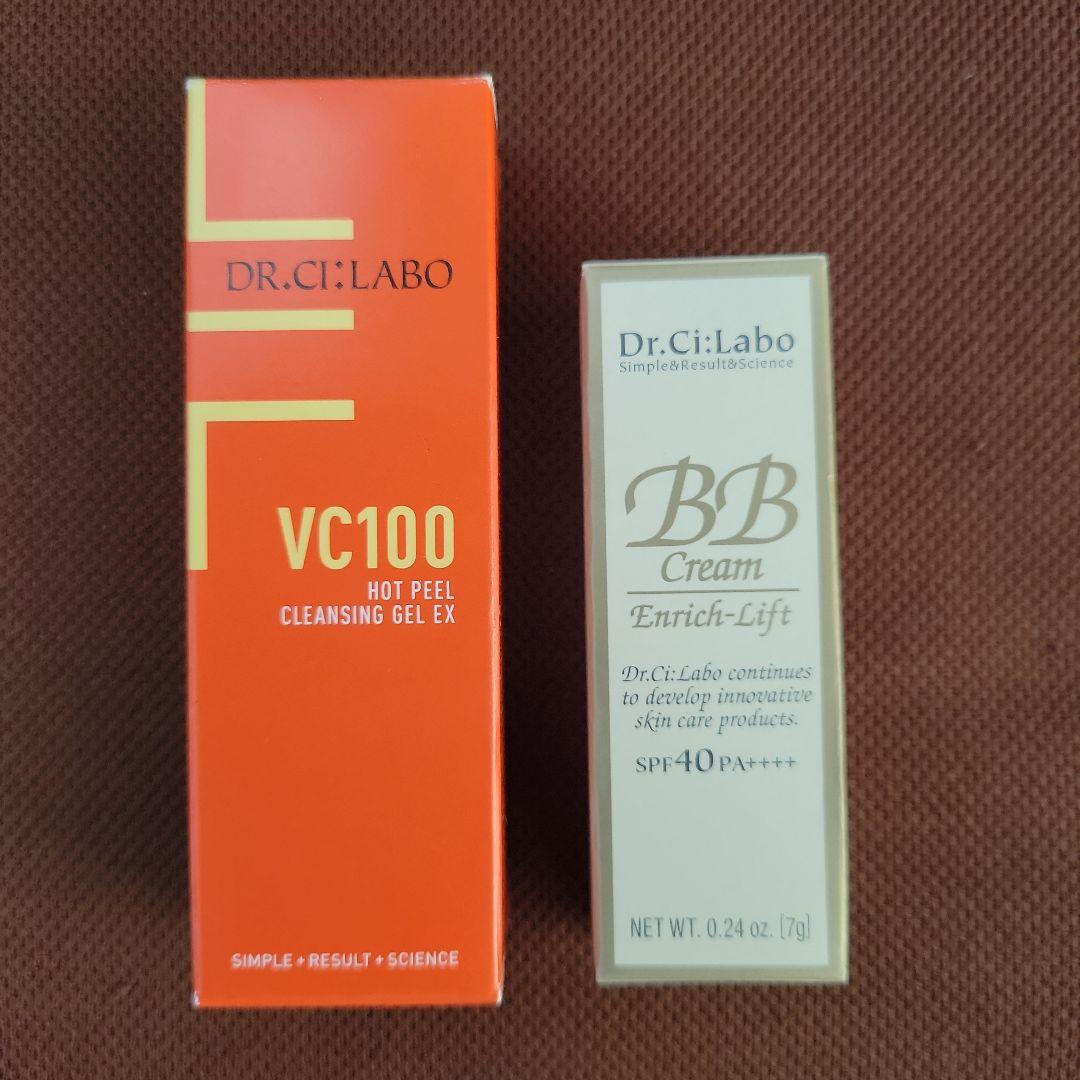 DR.CI:LABO
VC100
HOT PEEL
CLEANSING GEL EX
SIMPLE+RESULT+SCIENCE
Dr.Ci:Labo
Simple&Result&Science
BB
Cream
Enrich-Lift
Dr.Ci:Labo continues
to develop innovative
skin care products.
SPF40 PA++++
NET WT. 0.24 oz. [7g]